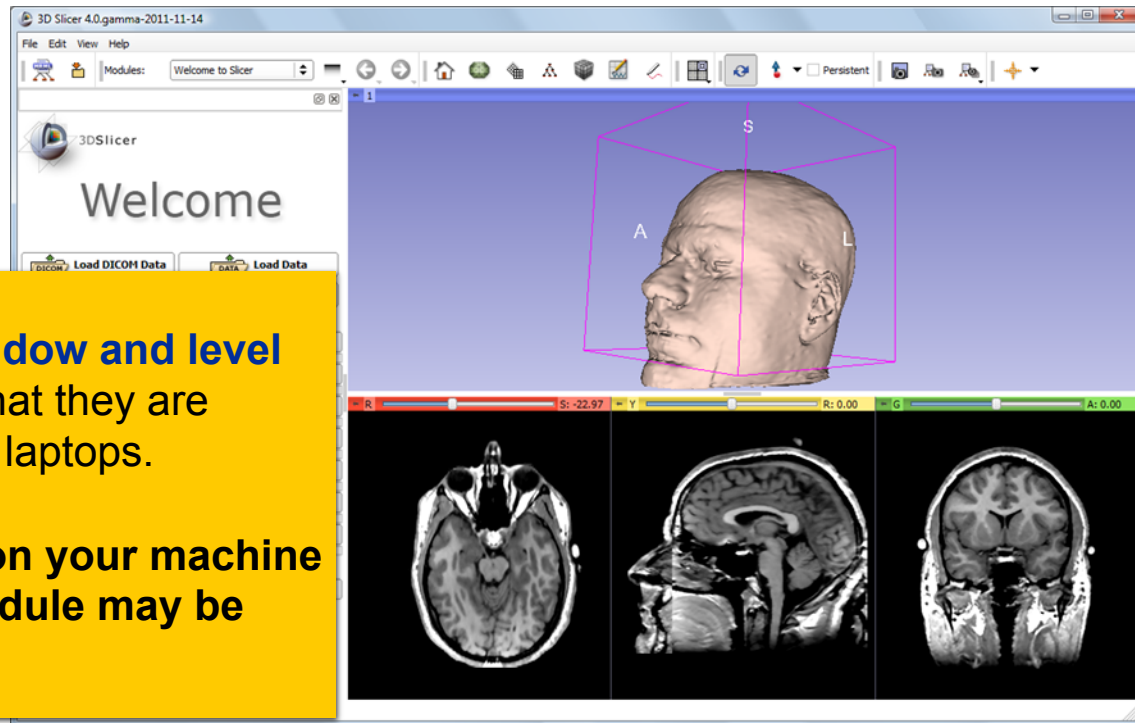 3D Slicer 4.0.gamma-2011-11-14
File Edit View Help
Modules: Welcome to Slicer Persistent
1
3DSlicer
Welcome
DICOM Load DICOM Data DATA Load Data
dow and level
hat they are
laptops.
on your machine
dule may be
S
A
L
R S: -22.97 Y R: 0.00 G A: 0.00